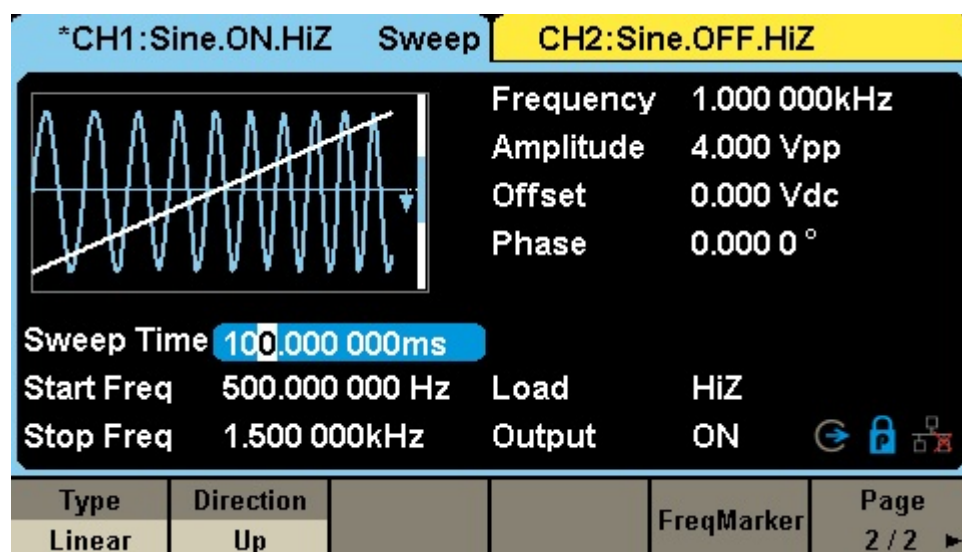 *CH1:Sine.ON.HiZ Sweep CH2:Sine.OFF.HiZ
Frequency 1.000 000kHz
Amplitude 4.000 Vpp
Offset 0.000 Vdc
Phase 0.000 0 °
Sweep Time 100.000 000ms
Start Freq 500.000 000 Hz Load HiZ
Stop Freq 1.500 000kHz Output ON
P
Type Direction FreqMarker Page
Linear Up 2 / 2 ►